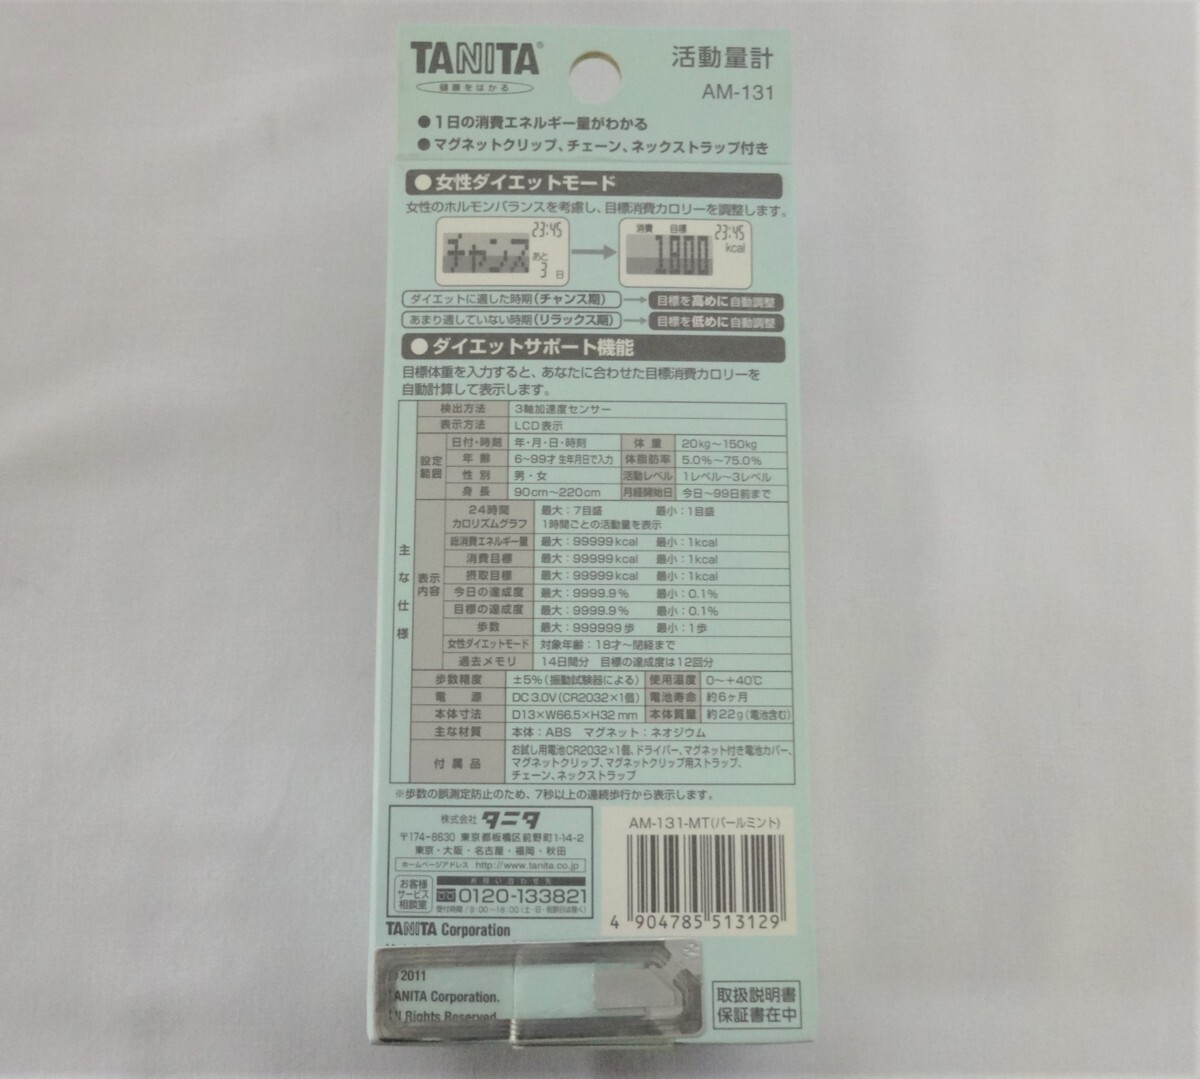 TANITA®
健康をはかる
活動量計
AM-131
●1日の消費エネルギー量がわかる
●マグネットクリップ、チェーン、ネックストラップ付き
●女性ダイエットモード
女性のホルモンバランスを考慮し、目標消費カロリーを調整します。
23:45
チャンス
あと
3日
消費 目標 23:45
1800 kcal
ダイエットに適した時期(チャンス期) 目標を高めに自動調整
あまり適していない時期(リラックス期) 目標を低めに自動調整
●ダイエットサポート機能
目標体重を入力すると、あなたに合わせた目標消費カロリーを
自動計算して表示します。
主な仕様
検出方法 3軸加速度センサー
表示方法 LCD表示
設定範囲
日付・時刻 年・月・日・時刻 体重 20kg～150kg
年齢 6～99才 生年月日で入力 体脂肪率 5.0%～75.0%
性別 男・女 活動レベル 1レベル～3レベル
身長 90cm～220cm 月経開始日 今日～99日前まで
表示内容
24時間 最大：7目盛 最小：1目盛
カロリズムグラフ 1時間ごとの活動量を表示
総消費エネルギー量 最大：99999kcal 最小：1kcal
消費目標 最大：99999kcal 最小：1kcal
摂取目標 最大：99999kcal 最小：1kcal
今日の達成度 最大：9999.9% 最小：0.1%
目標の達成度 最大：9999.9% 最小：0.1%
歩数 最大：999999歩 最小：1歩
女性ダイエットモード 対象年齢：18才～閉経まで
過去メモリ 14日間分 目標の達成度は12回分
歩数精度 ±5%(振動試験器による) 使用温度 0～+40℃
電源 DC3.0V(CR2032×1個) 電池寿命 約6ヶ月
本体寸法 D13×W66.5×H32mm 本体質量 約22g(電池含む)
主な材質 本体：ABS マグネット：ネオジウム
付属品 お試し用電池CR2032×1個、ドライバー、マグネット付き電池カバー、
マグネットクリップ、マグネットクリップ用ストラップ、
チェーン、ネックストラップ
※歩数の誤測定防止のため、7秒以上の連続歩行から表示します。
株式会社タニタ
〒174-8630 東京都板橋区前野町1-14-2
東京・大阪・名古屋・福岡・秋田
ホームページアドレス http://www.tanita.co.jp
お客様サービス相談室
お問い合わせ先
0120-133821
受付時間/9:00～18:00(土・日・祝祭日は除く)
TANITA Corporation
AM-131-MT(パールミント)
4 904785 513129
2011
TANITA Corporation.
All Rights Reserved.
取扱説明書
保証書在中